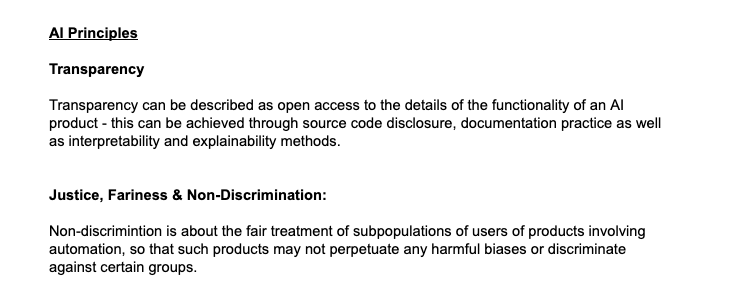 AI Principles
Transparency
Transparency can be described as open access to the details of the functionality of an AI
product - this can be achieved through source code disclosure, documentation practice as well
as interpretability and explainability methods.
Justice, Fariness & Non-Discrimination:
Non-discrimintion is about the fair treatment of subpopulations of users of products involving
automation, so that such products may not perpetuate any harmful biases or discriminate
against certain groups.